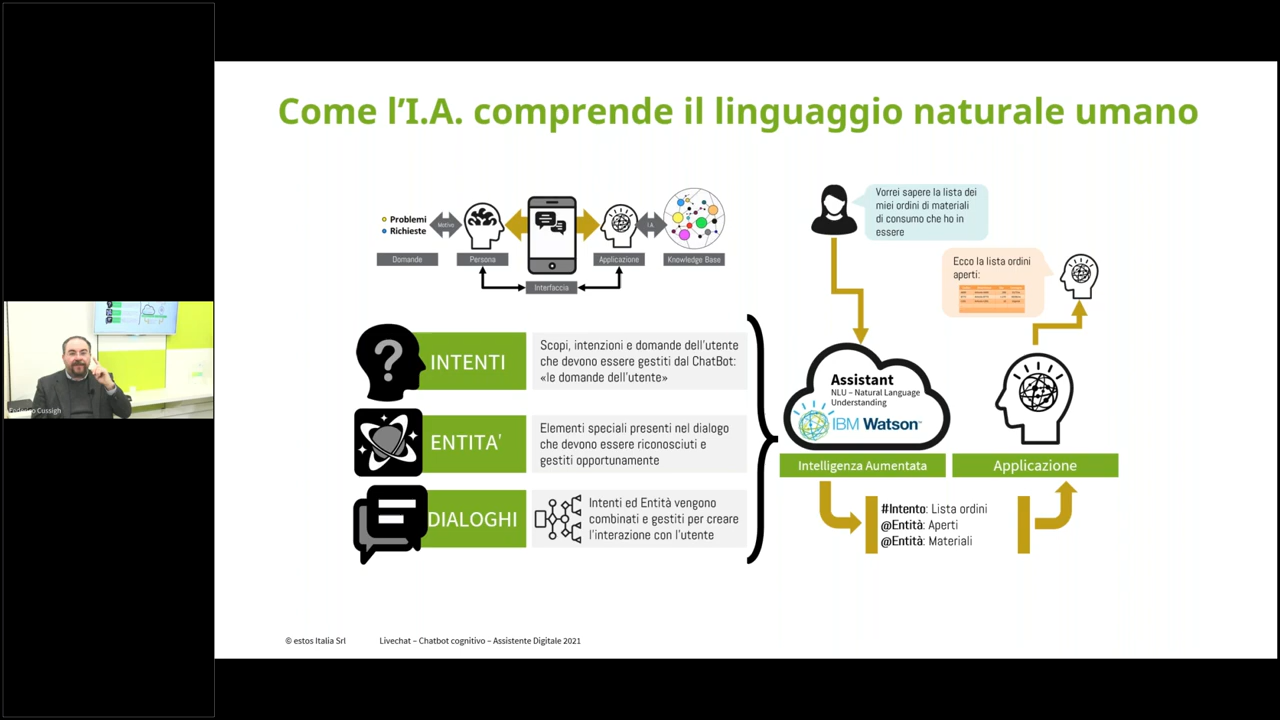 Come l'I.A. comprende il linguaggio naturale umano
Problemi
Richieste
Motivo
I.A.
Domande
Persona
Applicazione
Knowledge Base
Interfaccia
Vorrei sapere la lista dei
miei ordini di materiali
di consumo che ho in
essere
Ecco la lista ordini
aperti:
INTENTI
Scopi, intenzioni e domande dell'utente
che devono essere gestiti dal ChatBot:
«le domande dell'utente»
ENTITA'
Elementi speciali presenti nel dialogo
che devono essere riconosciuti e
gestiti opportunamente
DIALOGHI
Intenti ed Entità vengono
combinati e gestiti per creare
l'interazione con l'utente
Assistant
NLU – Natural Language
Understanding
IBM Watson™
Intelligenza Aumentata
Applicazione
#Intento: Lista ordini
@Entità: Aperti
@Entità: Materiali
Federico Cussigh
© estos Italia Srl
Livechat – Chatbot cognitivo – Assistente Digitale 2021